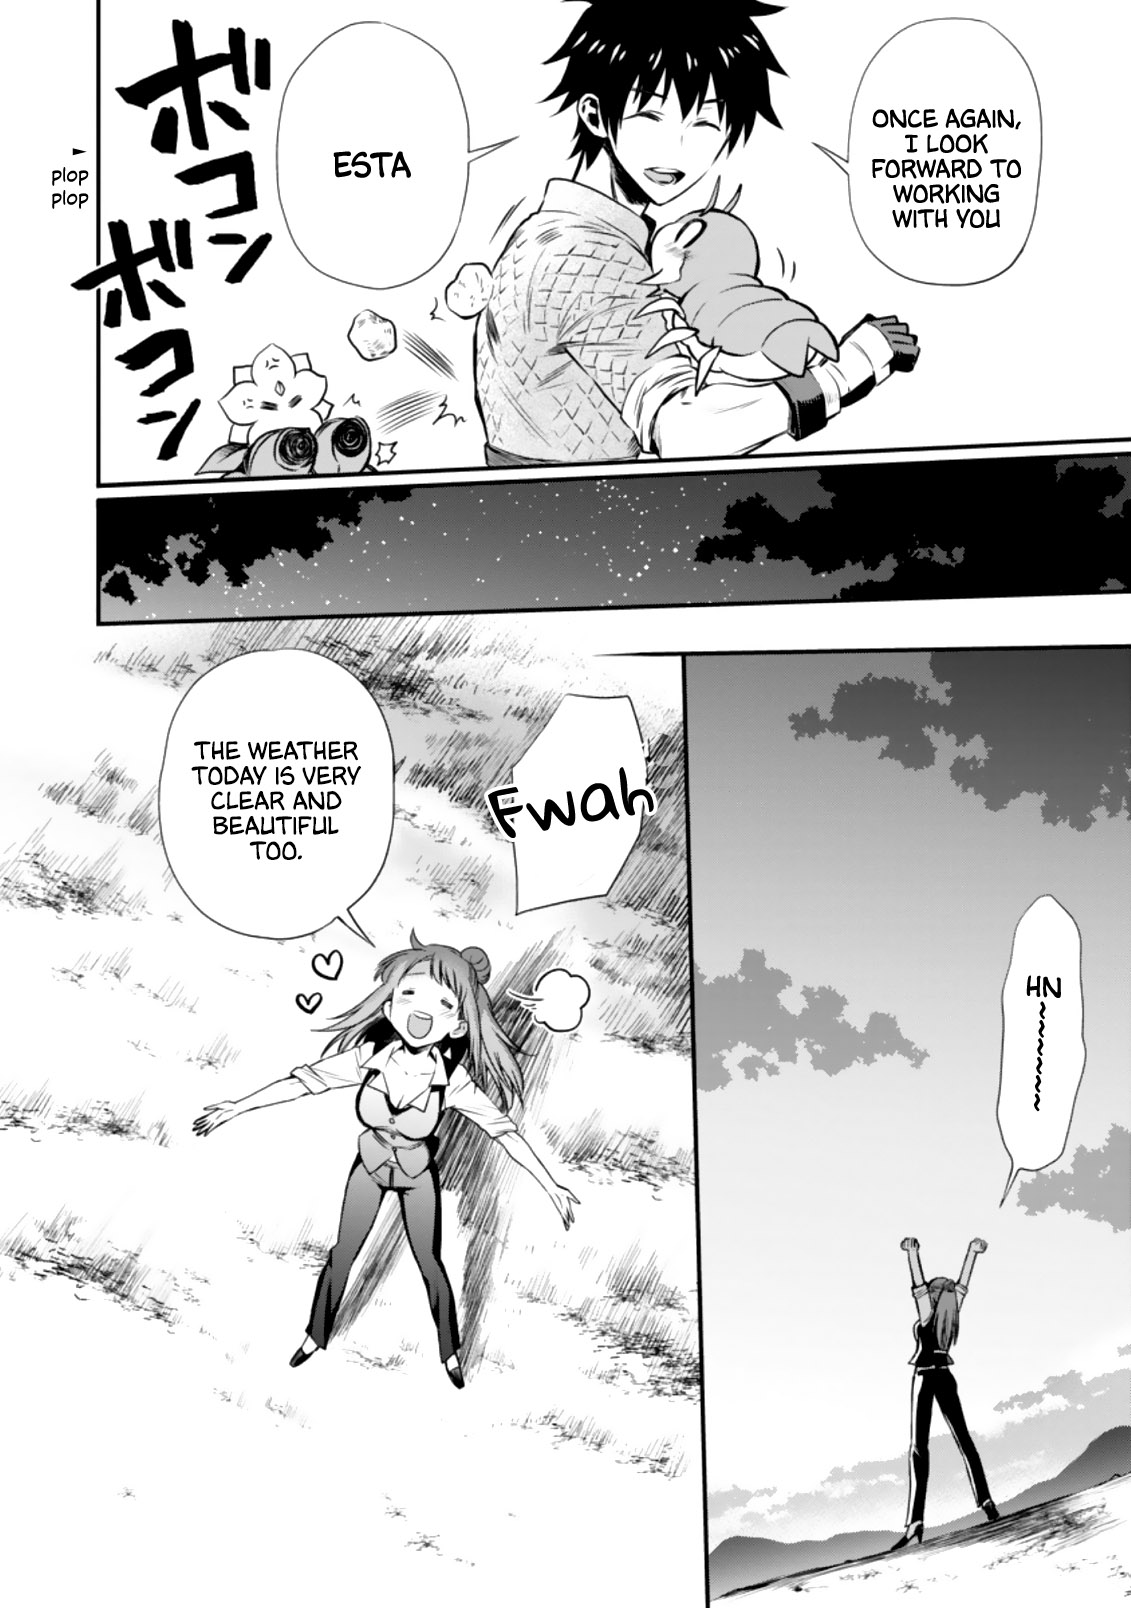 ONCE AGAIN,
I LOOK
FORWARD TO
WORKING
WITH YOU
ESTA
ボコン
ボコン
plop
plop
HN
~~~~~~~
Fwah
THE WEATHER
TODAY IS VERY
CLEAR AND
BEAUTIFUL
TOO.